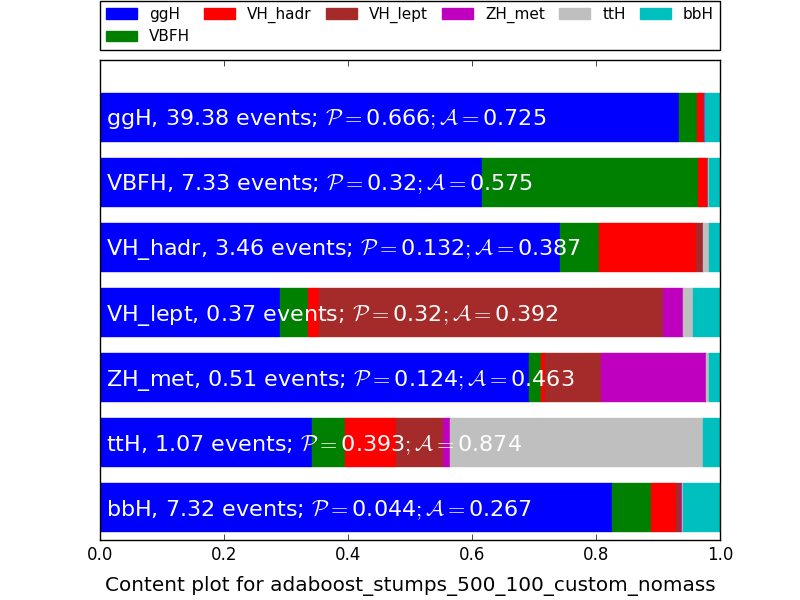 ggH VH_hadr VH_lept ZH_met ttH bbH
VBFH
ggH, 39.38 events; 𝒫 = 0.666; 𝒜 = 0.725
VBFH, 7.33 events; 𝒫 = 0.32; 𝒜 = 0.575
VH_hadr, 3.46 events; 𝒫 = 0.132; 𝒜 = 0.387
VH_lept, 0.37 events; 𝒫 = 0.32; 𝒜 = 0.392
ZH_met, 0.51 events; 𝒫 = 0.124; 𝒜 = 0.463
ttH, 1.07 events; 𝒫 = 0.393; 𝒜 = 0.874
bbH, 7.32 events; 𝒫 = 0.044; 𝒜 = 0.267
0.0 0.2 0.4 0.6 0.8 1.0
Content plot for adaboost_stumps_500_100_custom_nomass